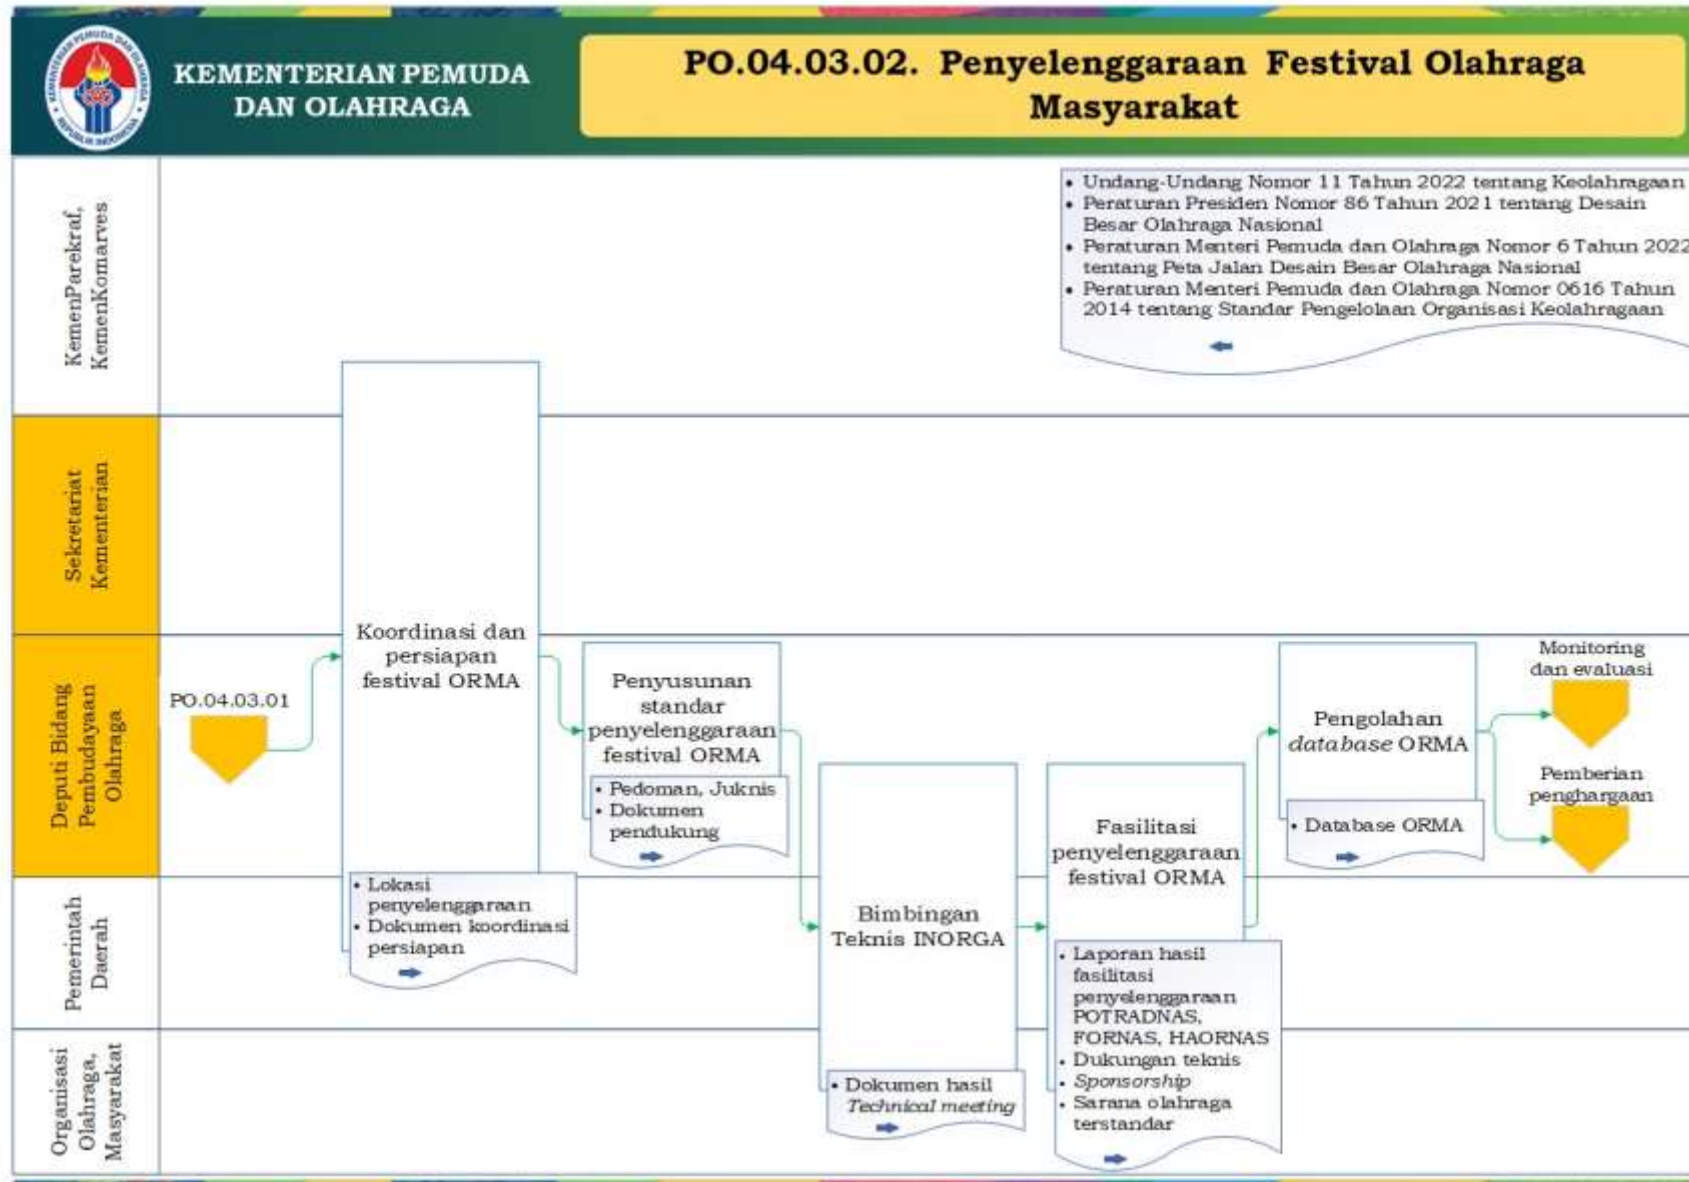 KEMENTERIAN PEMUDA DAN OLAHRAGA
REPUBLIK INDONESIA
KEMENTERIAN PEMUDA
DAN OLAHRAGA
PO.04.03.02. Penyelenggaraan Festival Olahraga
Masyarakat
KemenParekraf,
KemenKomarves
• Undang-Undang Nomor 11 Tahun 2022 tentang Keolahragaan
• Peraturan Presiden Nomor 86 Tahun 2021 tentang Desain
Besar Olahraga Nasional
• Peraturan Menteri Pemuda dan Olahraga Nomor 6 Tahun 2022
tentang Peta Jalan Desain Besar Olahraga Nasional
• Peraturan Menteri Pemuda dan Olahraga Nomor 0616 Tahun
2014 tentang Standar Pengelolaan Organisasi Keolahragaan
Sekretariat
Kementerian
Deputi Bidang
Pembudayaan
Olahraga
PO.04.03.01
Koordinasi dan
persiapan
festival ORMA
• Lokasi
penyelenggaraan
• Dokumen koordinasi
persiapan
Penyusunan
standar
penyelenggaraan
festival ORMA
• Pedoman, Juknis
• Dokumen
pendukung
Bimbingan
Teknis INORGA
• Dokumen hasil
Technical meeting
Fasilitasi
penyelenggaraan
festival ORMA
• Laporan hasil
fasilitasi
penyelenggaraan
POTRADNAS,
FORNAS, HAORNAS
• Dukungan teknis
• Sponsorship
• Sarana olahraga
terstandar
Pengolahan
database ORMA
• Database ORMA
Monitoring
dan evaluasi
Pemberian
penghargaan
Pemerintah
Daerah
Organisasi
Olahraga,
Masyarakat